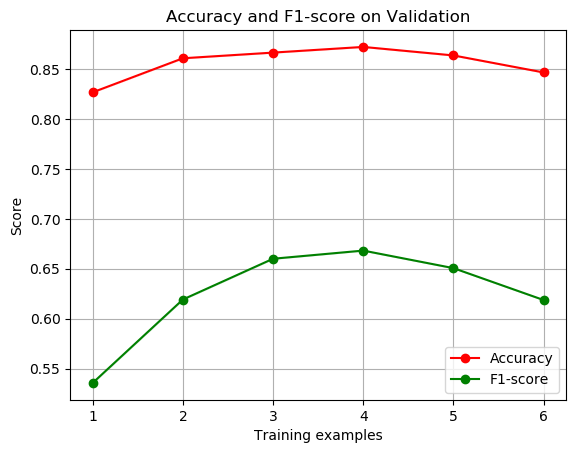 Accuracy and F1-score on Validation
0.85
0.80
0.75
0.70
0.65
0.60
0.55
Score
1 2 3 4 5 6
Training examples
Accuracy
F1-score